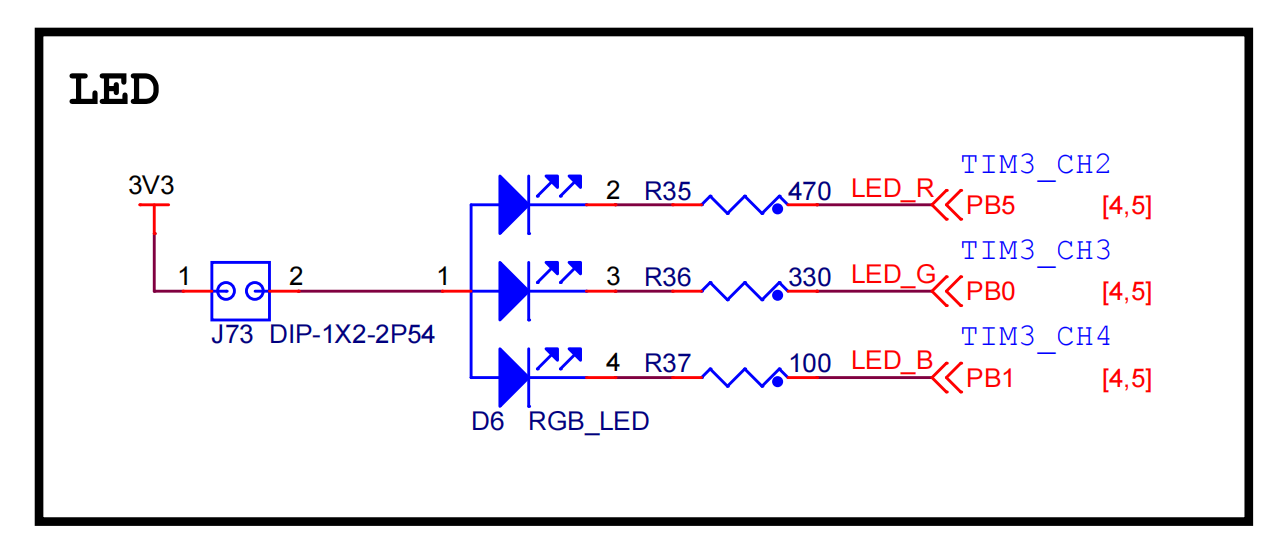 LED
TIM3_CH2
3V3 2 R35 470 LED_R PB5 [4,5]
TIM3_CH3
1 2 1 3 R36 330 LED_G PB0 [4,5]
J73 DIP-1X2-2P54 TIM3_CH4
4 R37 100 LED_B PB1 [4,5]
D6 RGB_LED